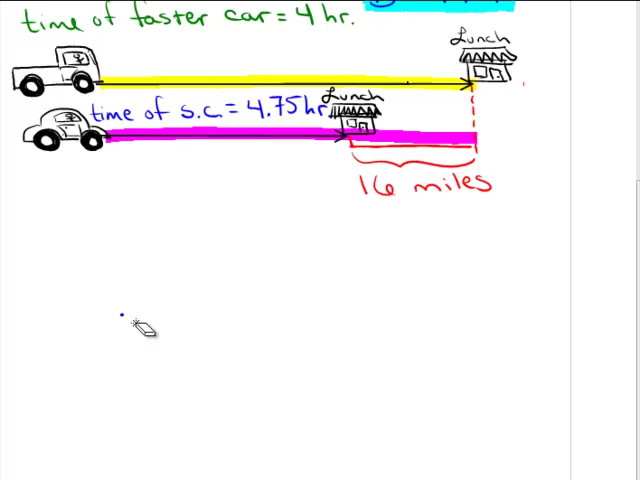 time of faster car = 4 hr.
Lunch
Lunch
time of s.c. = 4.75 hr.
16 miles